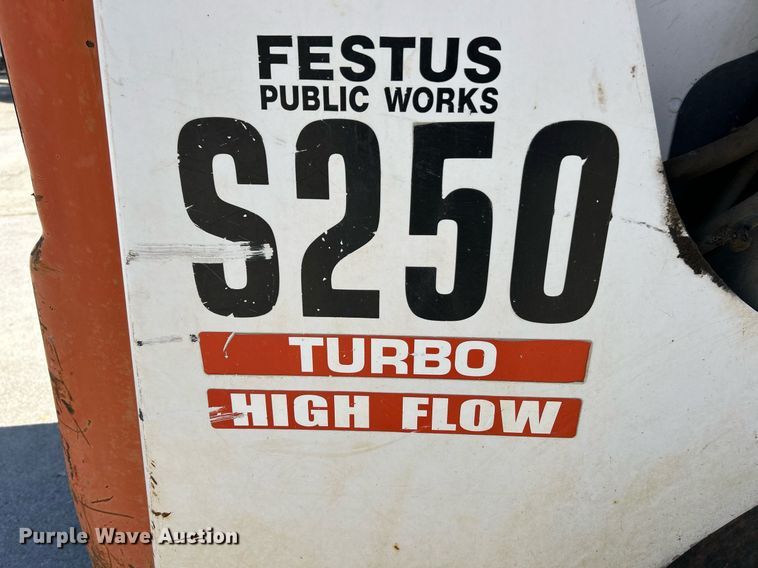 FESTUS
PUBLIC WORKS
S250
TURBO
HIGH FLOW
Purple Wave Auction